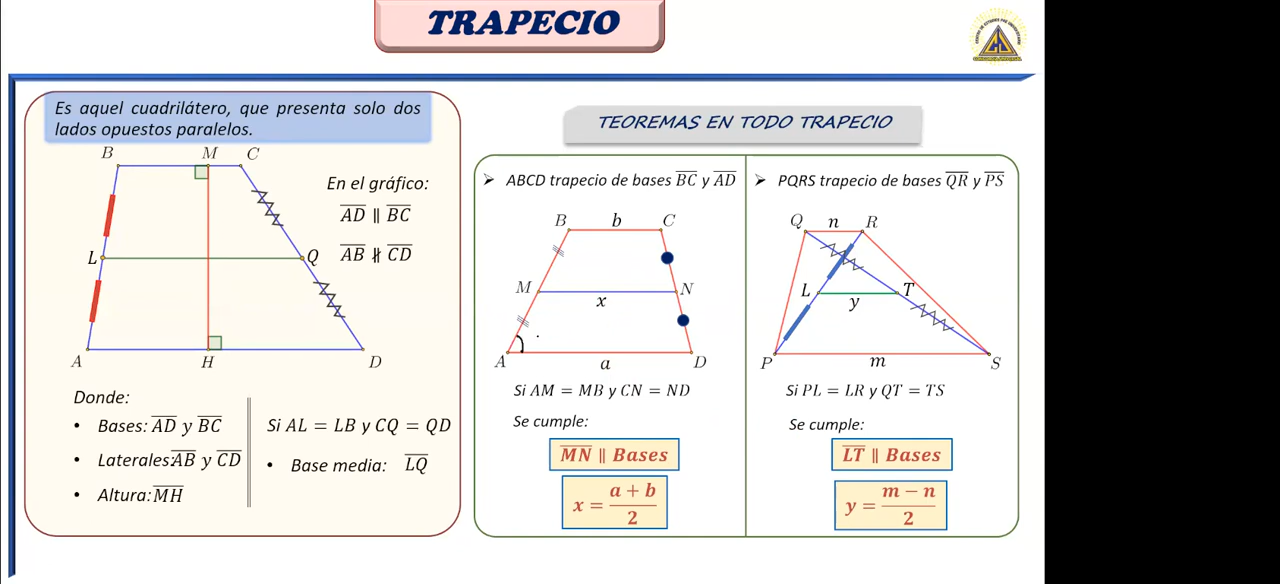 TRAPECIO
Es aquel cuadrilátero, que presenta solo dos
lados opuestos paralelos.
B M C
L Q
A H D
En el gráfico:
AD ∥ BC
AB ∦ CD
Donde:
• Bases: AD y BC
• Laterales: AB y CD
• Altura: MH
Si AL = LB y CQ = QD
• Base media: LQ
TEOREMAS EN TODO TRAPECIO
➢ ABCD trapecio de bases BC y AD
B b C
M N
x
A a D
Si AM = MB y CN = ND
Se cumple:
MN ∥ Bases
x = (a + b)/2
➢ PQRS trapecio de bases QR y PS
Q n R
L T
y
P m S
Si PL = LR y QT = TS
Se cumple:
LT ∥ Bases
y = (m − n)/2